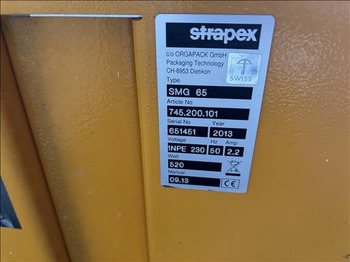 strapex
c/o ORGAPACK GmbH
Packaging Technology
CH-8953 Dietikon
SWISS
Type
SMG 65
Article No
745.200.101
Serial No Year
651451 2013
Voltage Hz Amp
1NPE 230 50 2.2
Watt
520
Manual
09.13 CE